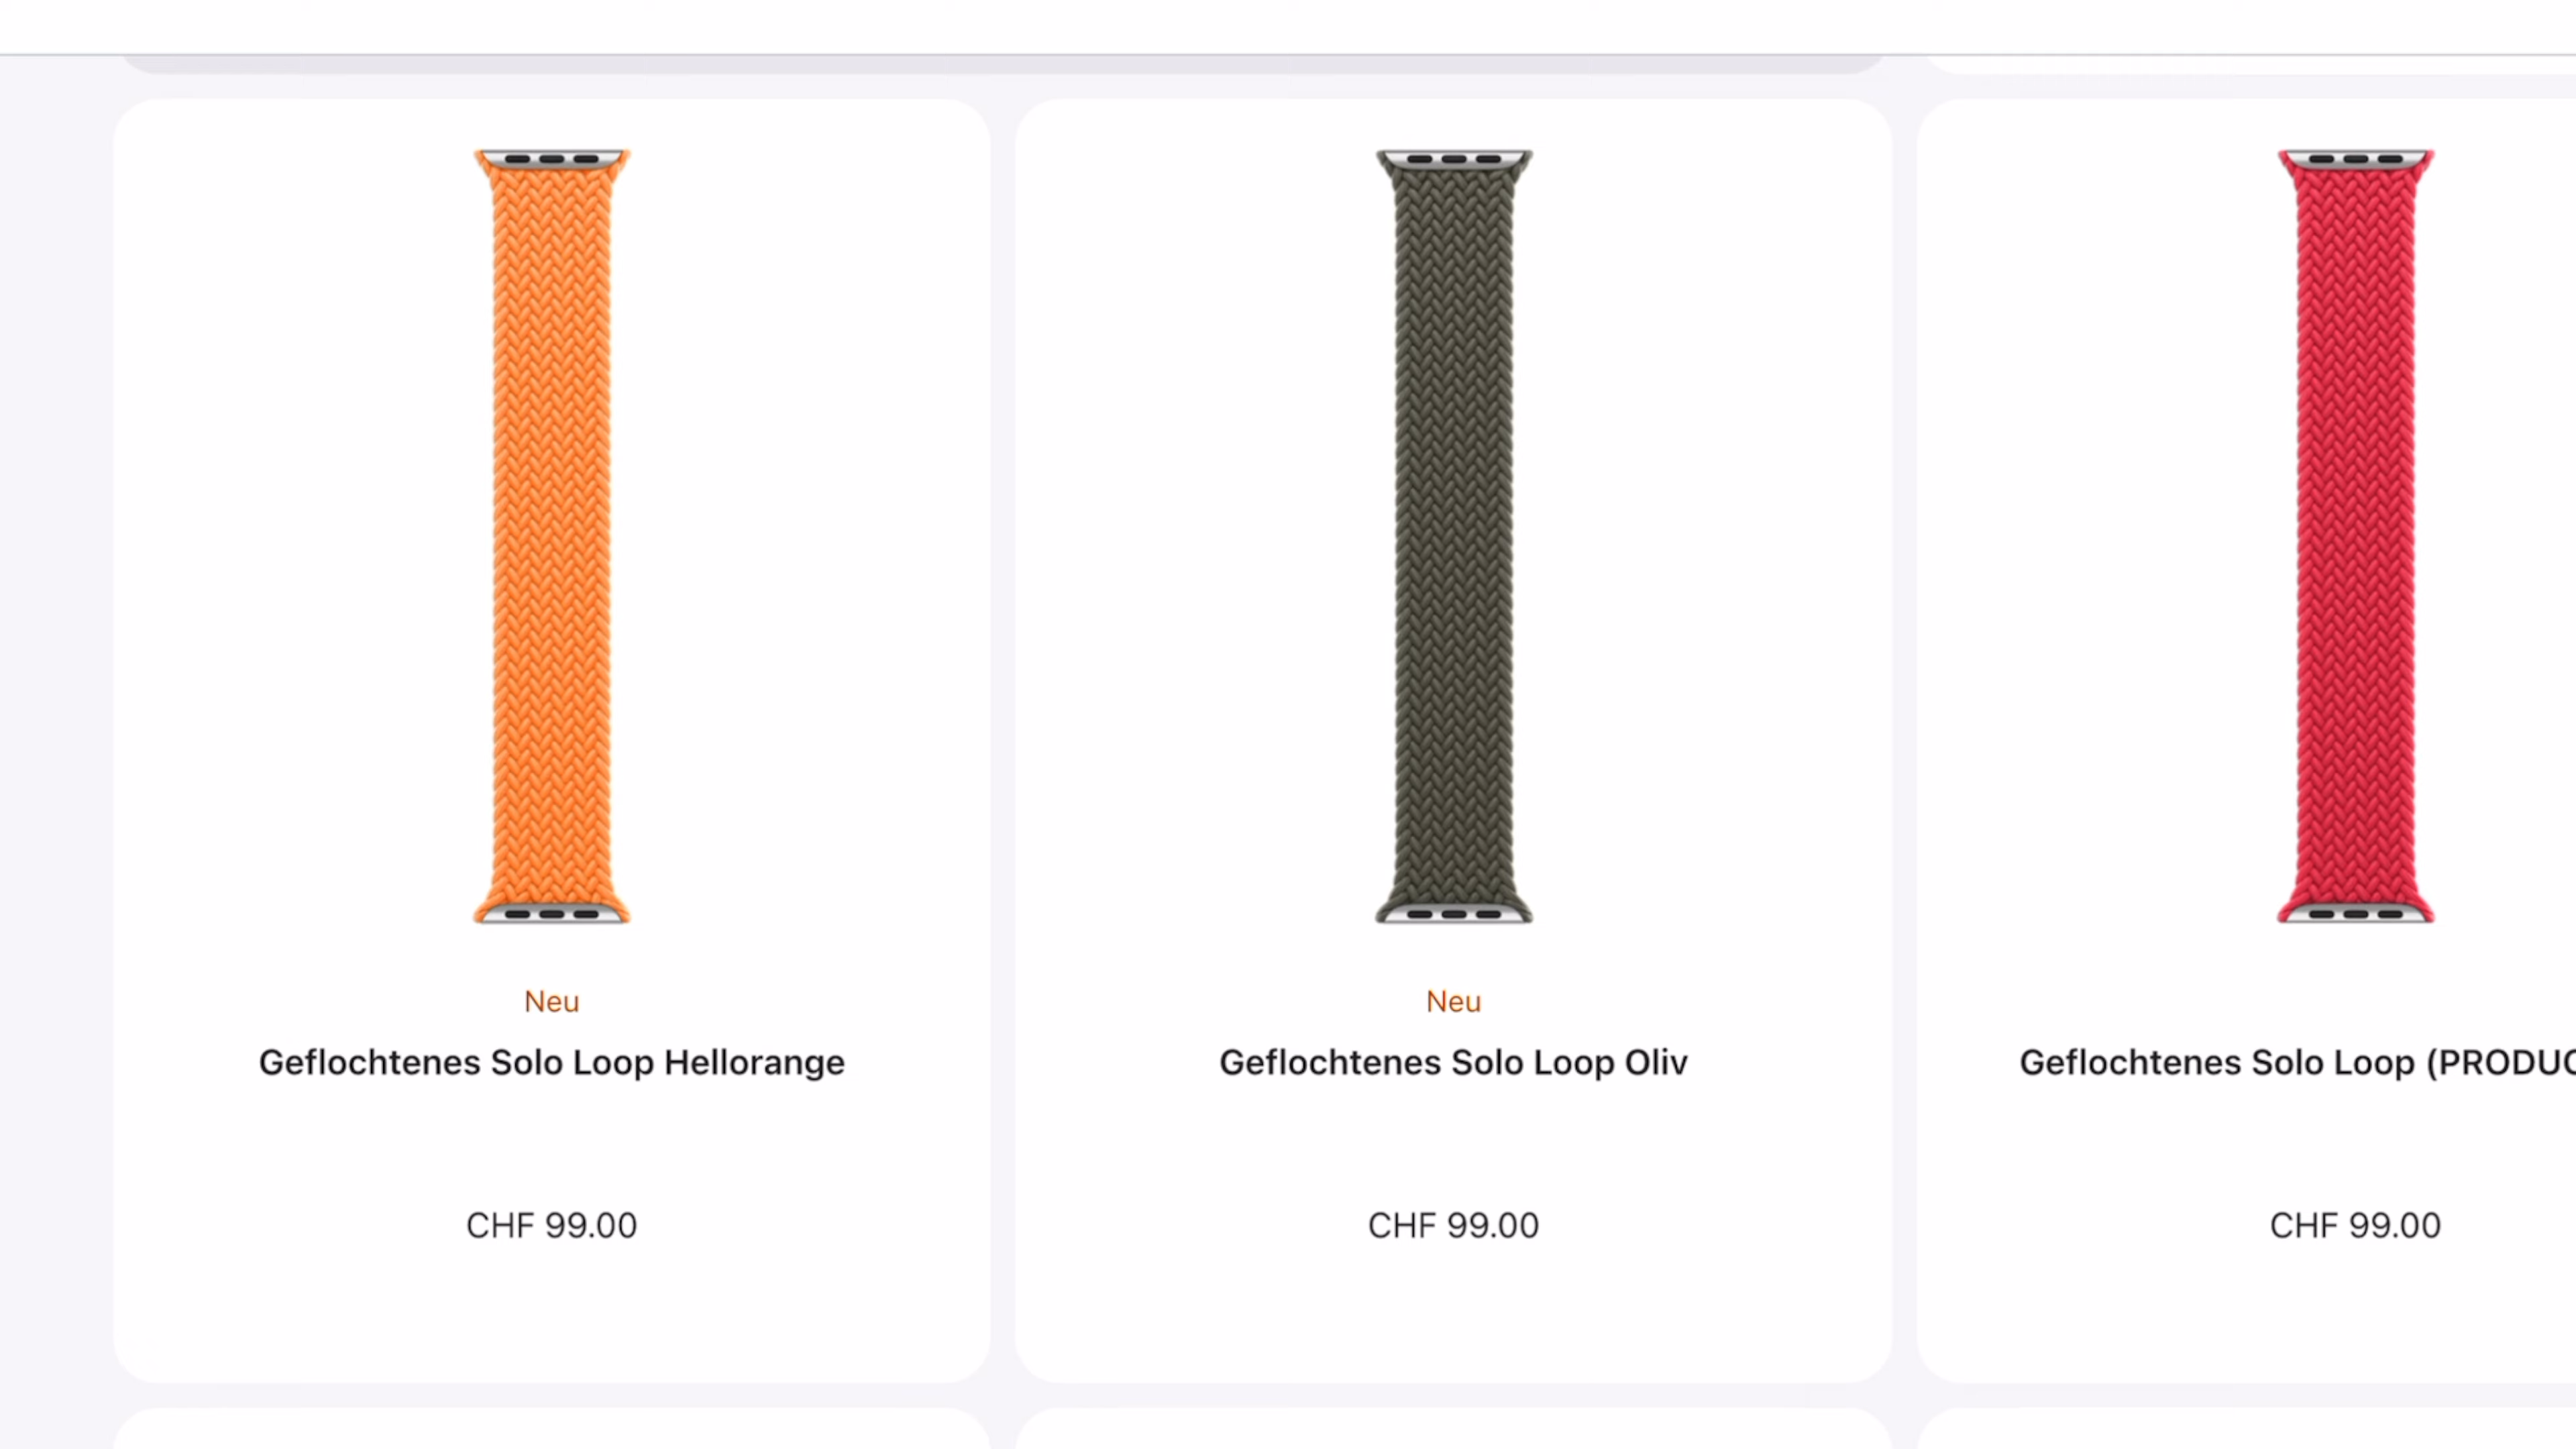 Neu
Geflochtenes Solo Loop Hellorange
CHF 99.00
Neu
Geflochtenes Solo Loop Oliv
CHF 99.00
Geflochtenes Solo Loop
CHF 99.00